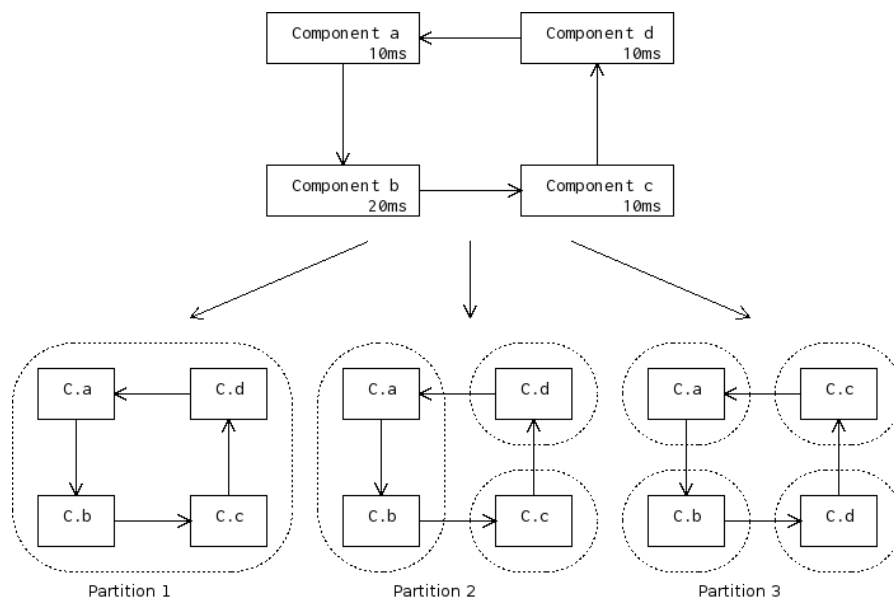 Component a
10ms
Component d
10ms
Component b
20ms
Component c
10ms
C.a
C.d
C.a
C.d
C.a
C.c
C.b
C.c
C.b
C.c
C.b
C.d
Partition 1
Partition 2
Partition 3